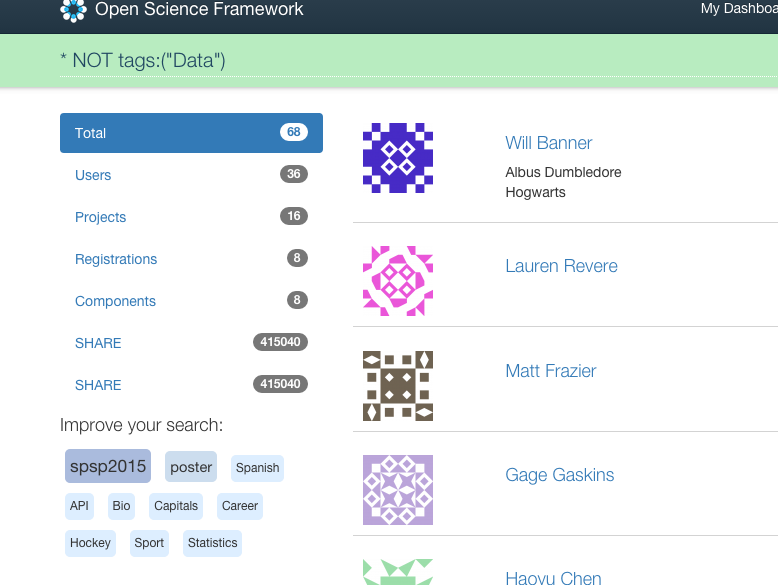 Open Science Framework
My Dashboa
* NOT tags:("Data")
Total 68
Users 36
Projects 16
Registrations 8
Components 8
SHARE 415040
SHARE 415040
Improve your search:
spsp2015 poster Spanish
API Bio Capitals Career
Hockey Sport Statistics
Will Banner
Albus Dumbledore
Hogwarts
Lauren Revere
Matt Frazier
Gage Gaskins
Haoyu Chen